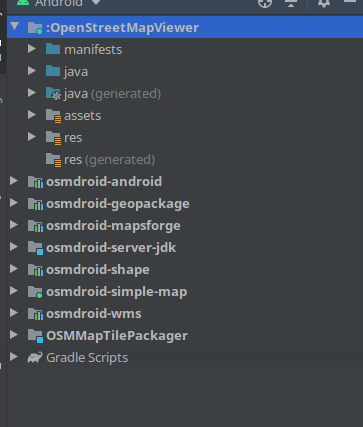 Android
:OpenStreetMapViewer
manifests
java
java (generated)
assets
res
res (generated)
osmdroid-android
osmdroid-geopackage
osmdroid-mapsforge
osmdroid-server-jdk
osmdroid-shape
osmdroid-simple-map
osmdroid-wms
OSMMapTilePackager
Gradle Scripts